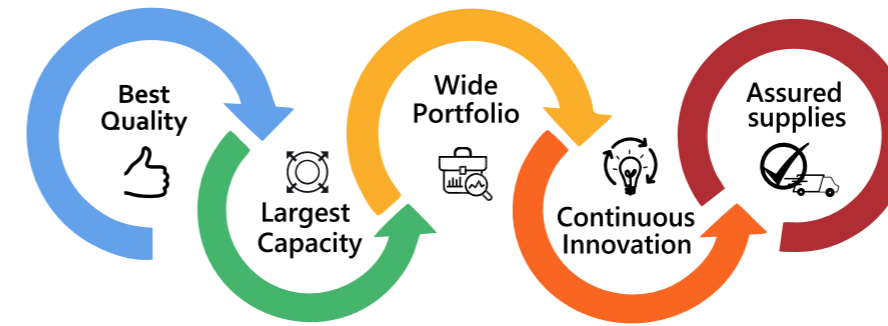 Best
Quality
Largest
Capacity
Wide
Portfolio
Continuous
Innovation
Assured
supplies